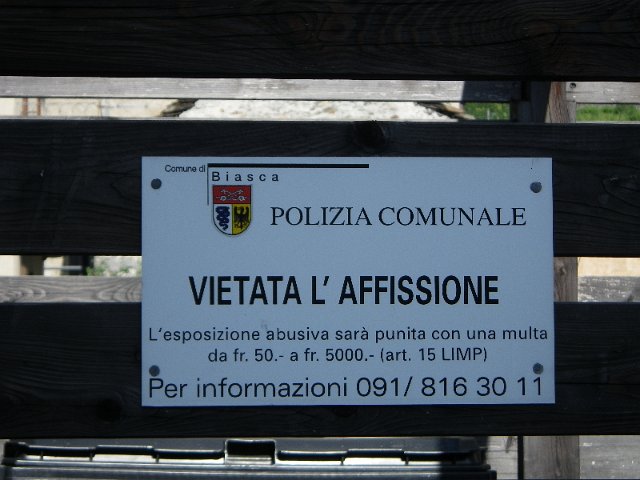 Comune di
Biasca
POLIZIA COMUNALE
VIETATA L' AFFISSIONE
L'esposizione abusiva sarà punita con una multa
da fr. 50.- a fr. 5000.- (art. 15 LIMP)
Per informazioni 091/ 816 30 11